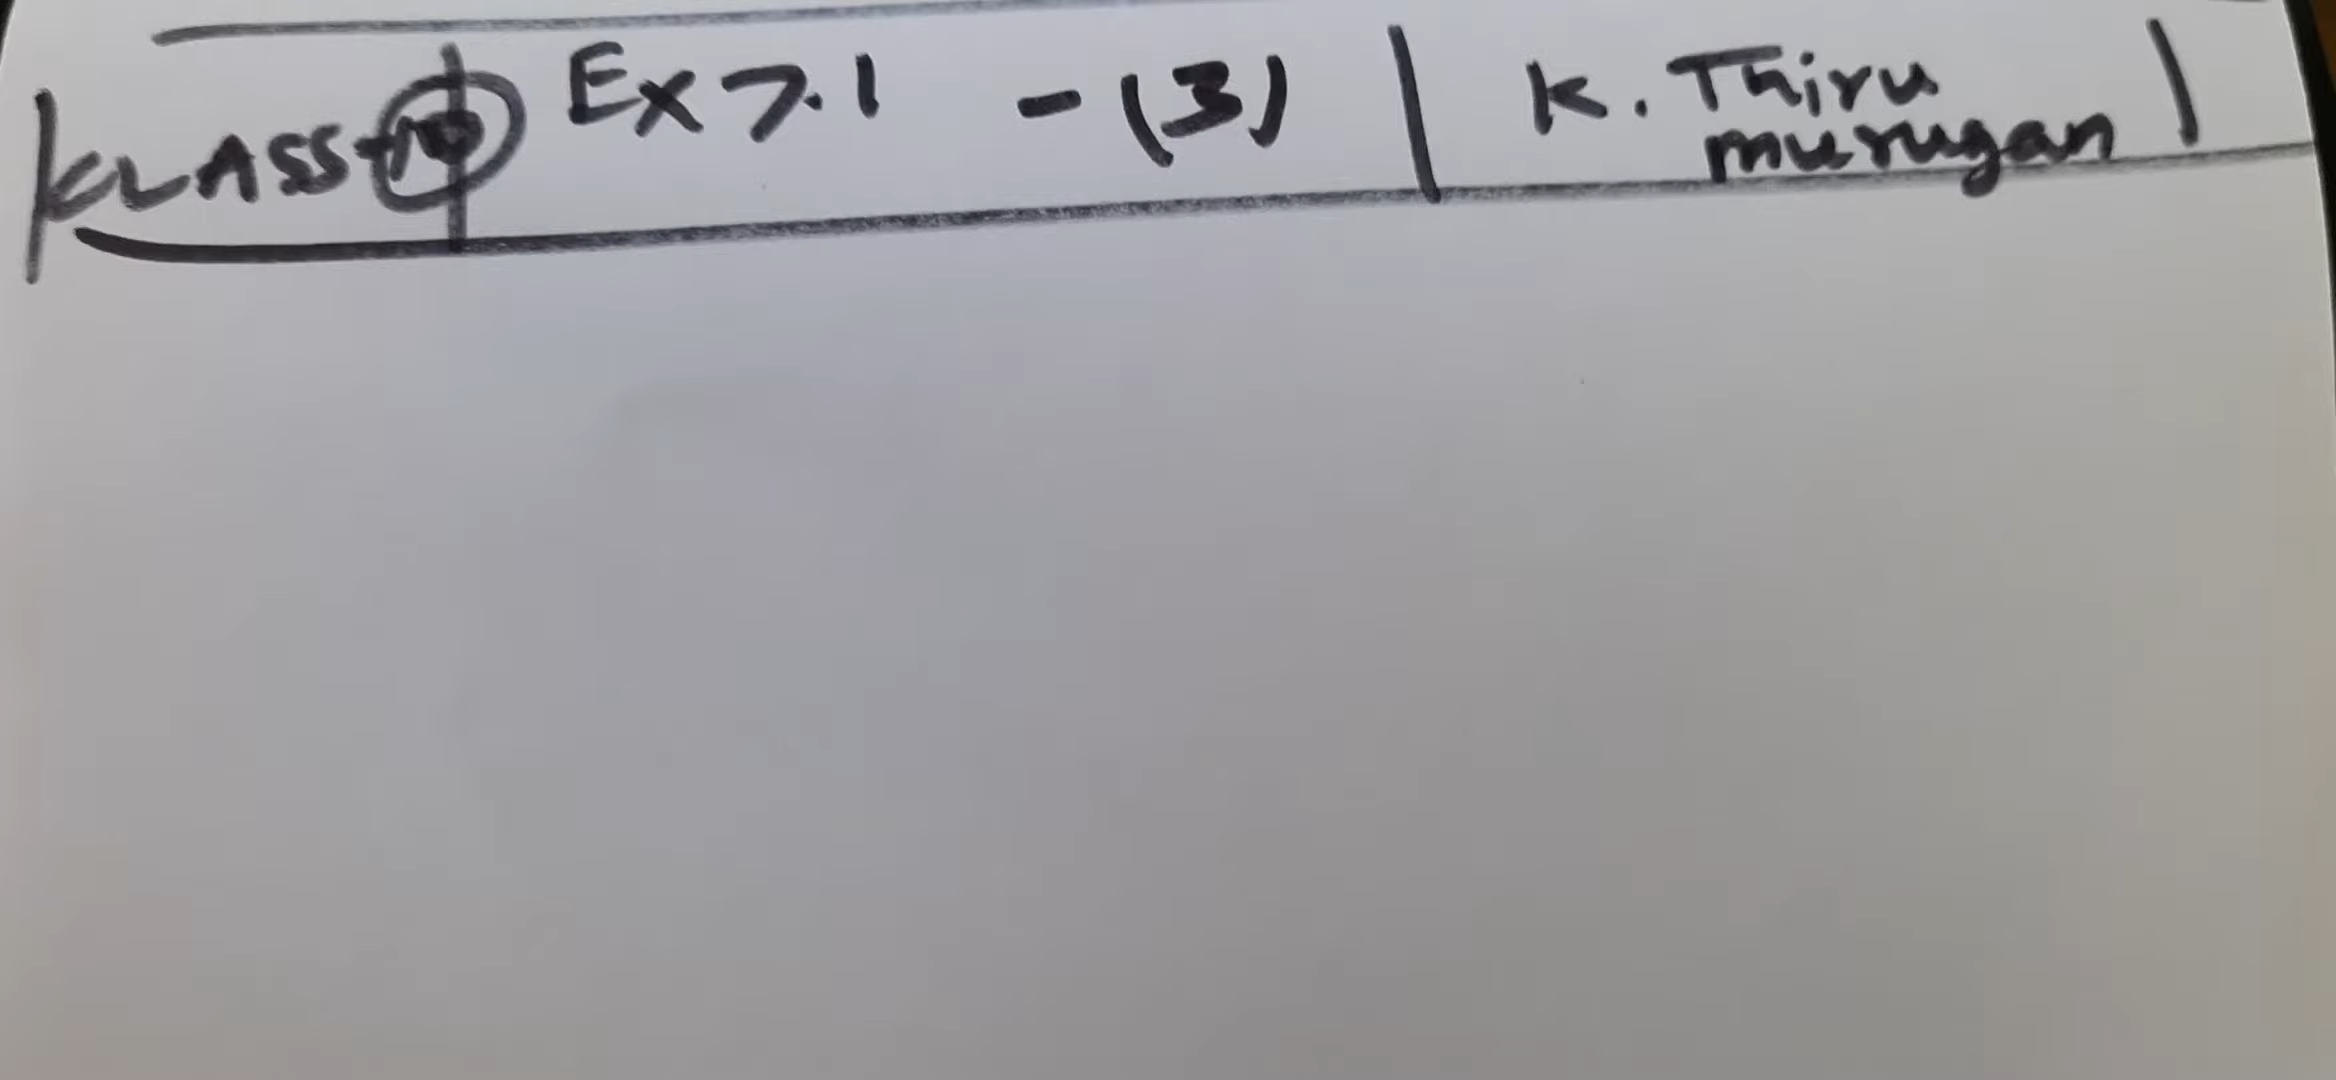 KLASS-10 Ex 7.1 - (3) K. Thiru
murugan